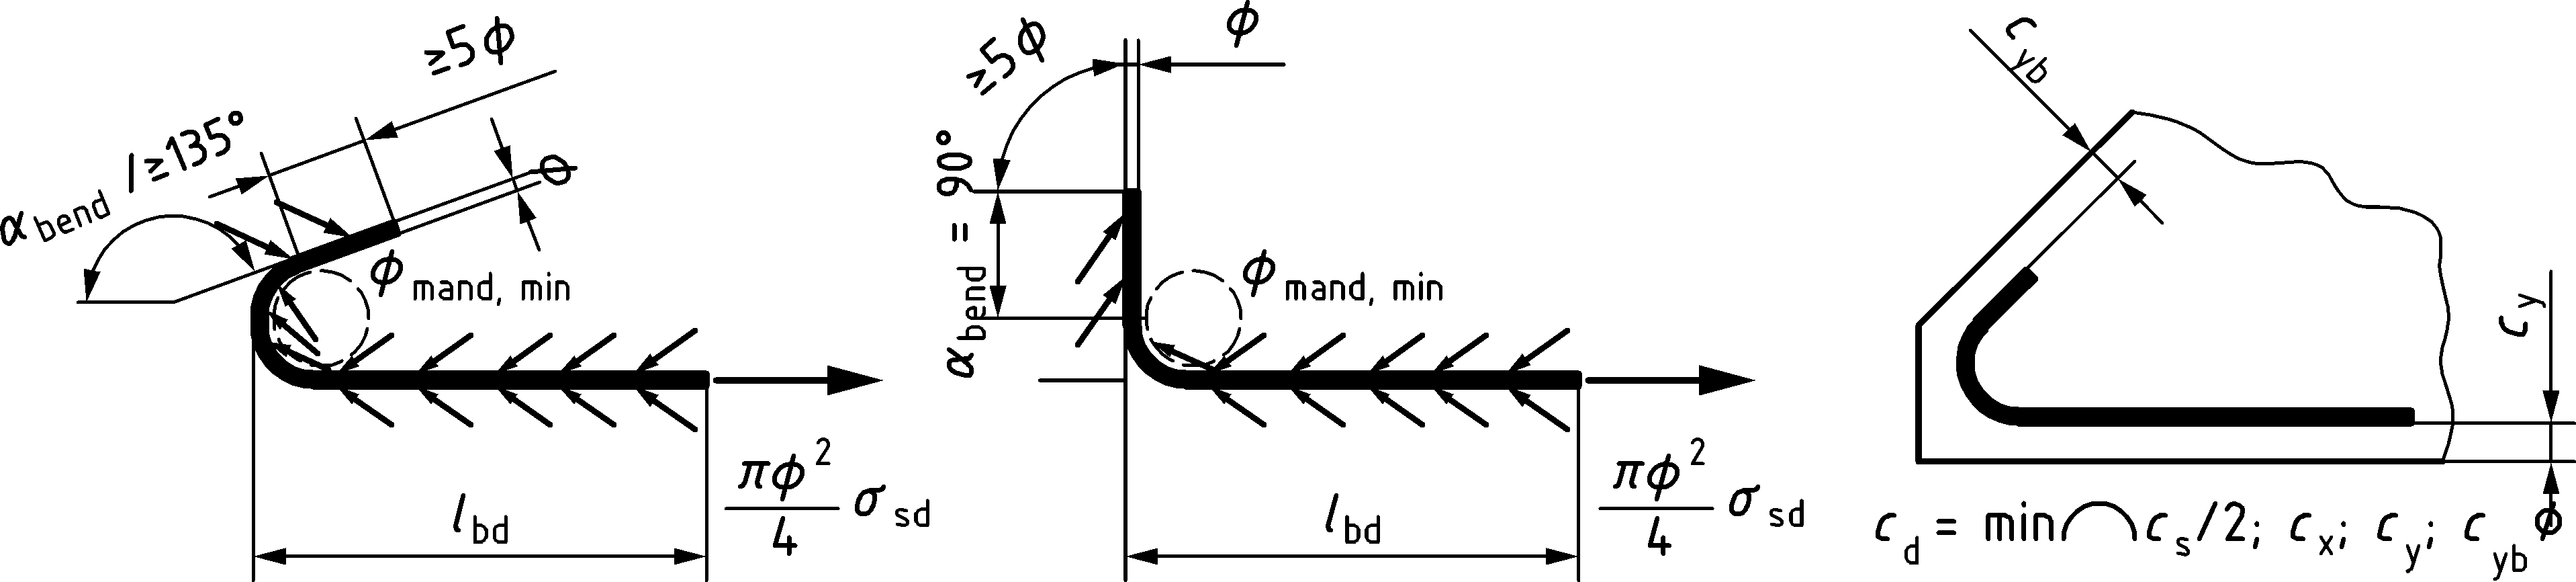 ≥5ϕ
α bend / ≥135°
ϕ
ϕ mand, min
l bd
πϕ²/4 σ sd
≥5ϕ
ϕ
α bend = 90°
ϕ mand, min
l bd
πϕ²/4 σ sd
c yb
c y
c d = min⌒c s/2; c x; c y; c yb ϕ